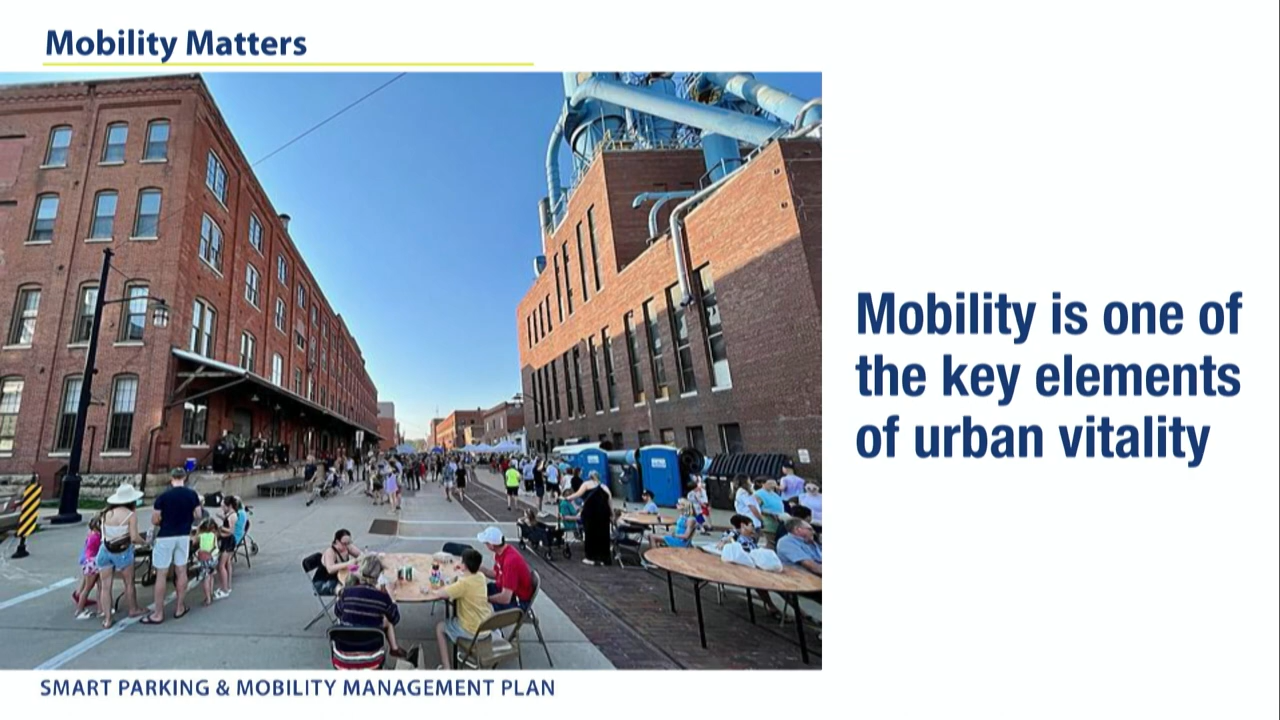 Mobility Matters
Mobility is one of
the key elements
of urban vitality
SMART PARKING & MOBILITY MANAGEMENT PLAN